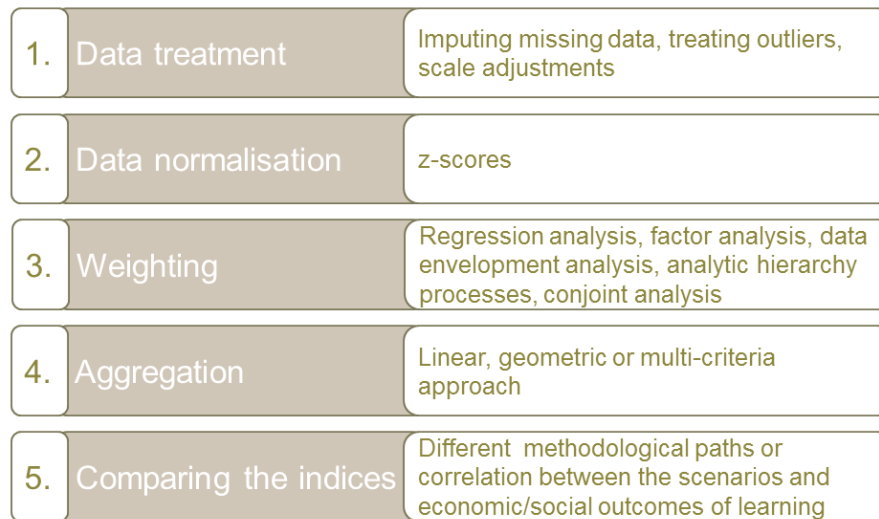 1. Data treatment
Imputing missing data, treating outliers,
scale adjustments
2. Data normalisation
z-scores
3. Weighting
Regression analysis, factor analysis, data
envelopment analysis, analytic hierarchy
processes, conjoint analysis
4. Aggregation
Linear, geometric or multi-criteria
approach
5. Comparing the indices
Different methodological paths or
correlation between the scenarios and
economic/social outcomes of learning